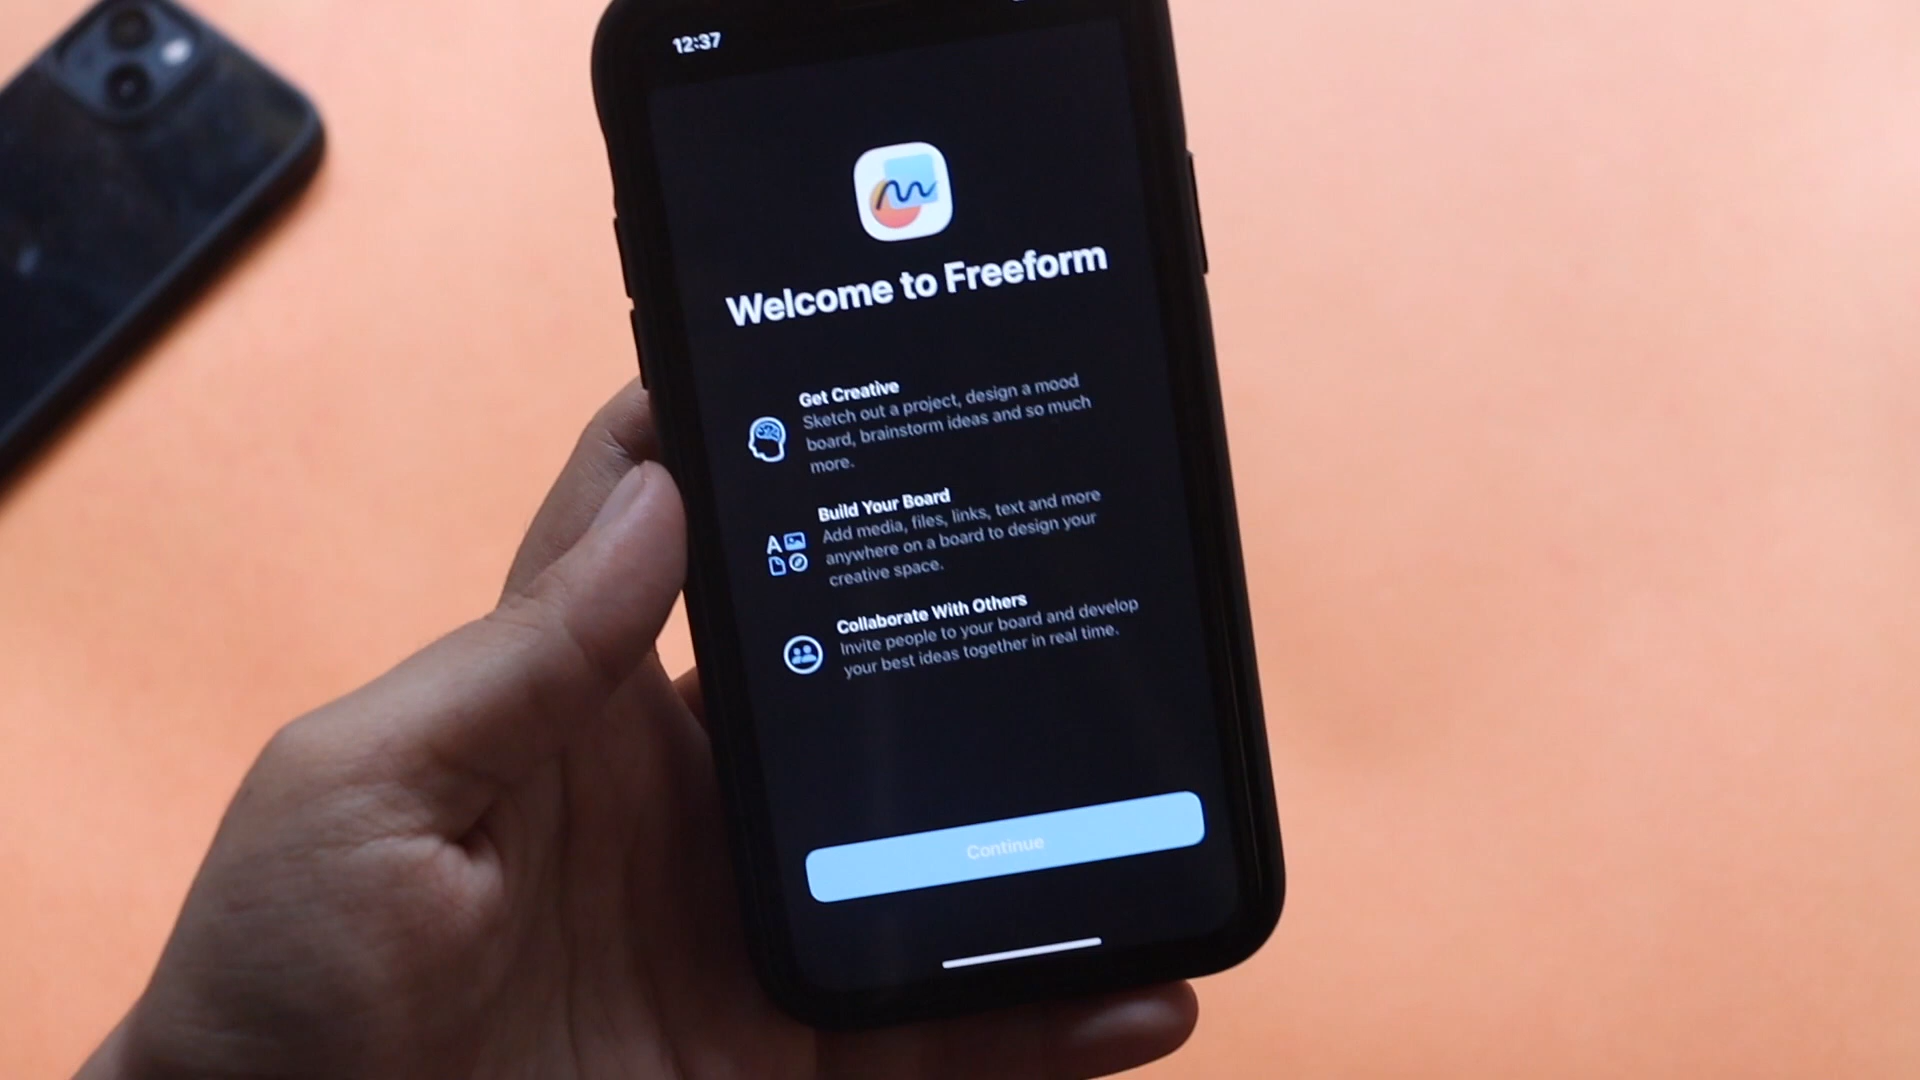 12:37
Welcome to Freeform
Get Creative
Sketch out a project, design a mood
board, brainstorm ideas and so much
more.
Build Your Board
Add media, files, links, text and more
anywhere on a board to design your
creative space.
Collaborate With Others
Invite people to your board and develop
your best ideas together in real time.
Continue